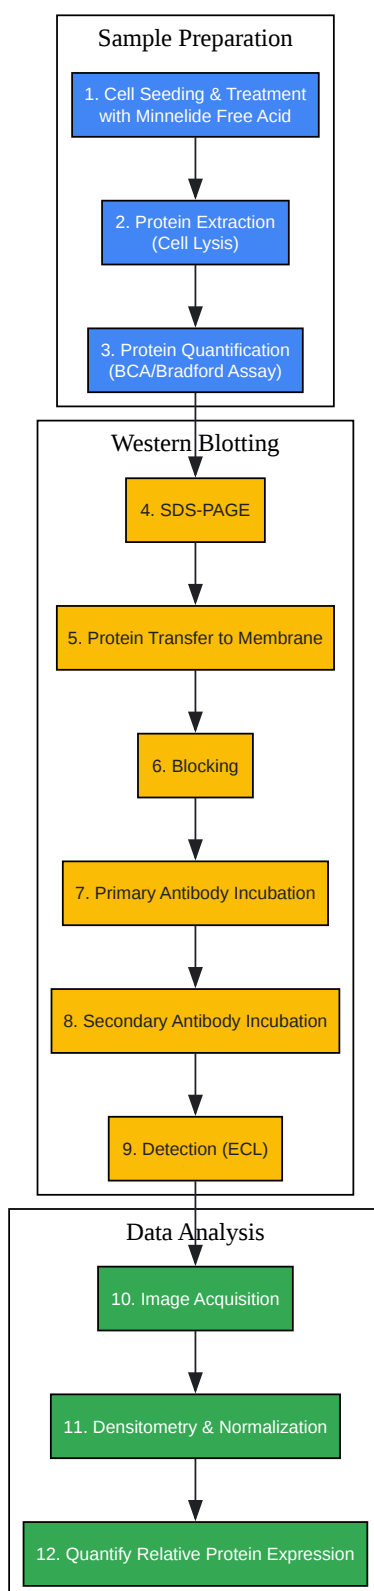 Sample Preparation
1. Cell Seeding & Treatment
with Minnelide Free Acid
2. Protein Extraction
(Cell Lysis)
3. Protein Quantification
(BCA/Bradford Assay)
Western Blotting
4. SDS-PAGE
5. Protein Transfer to Membrane
6. Blocking
7. Primary Antibody Incubation
8. Secondary Antibody Incubation
9. Detection (ECL)
Data Analysis
10. Image Acquisition
11. Densitometry & Normalization
12. Quantify Relative Protein Expression